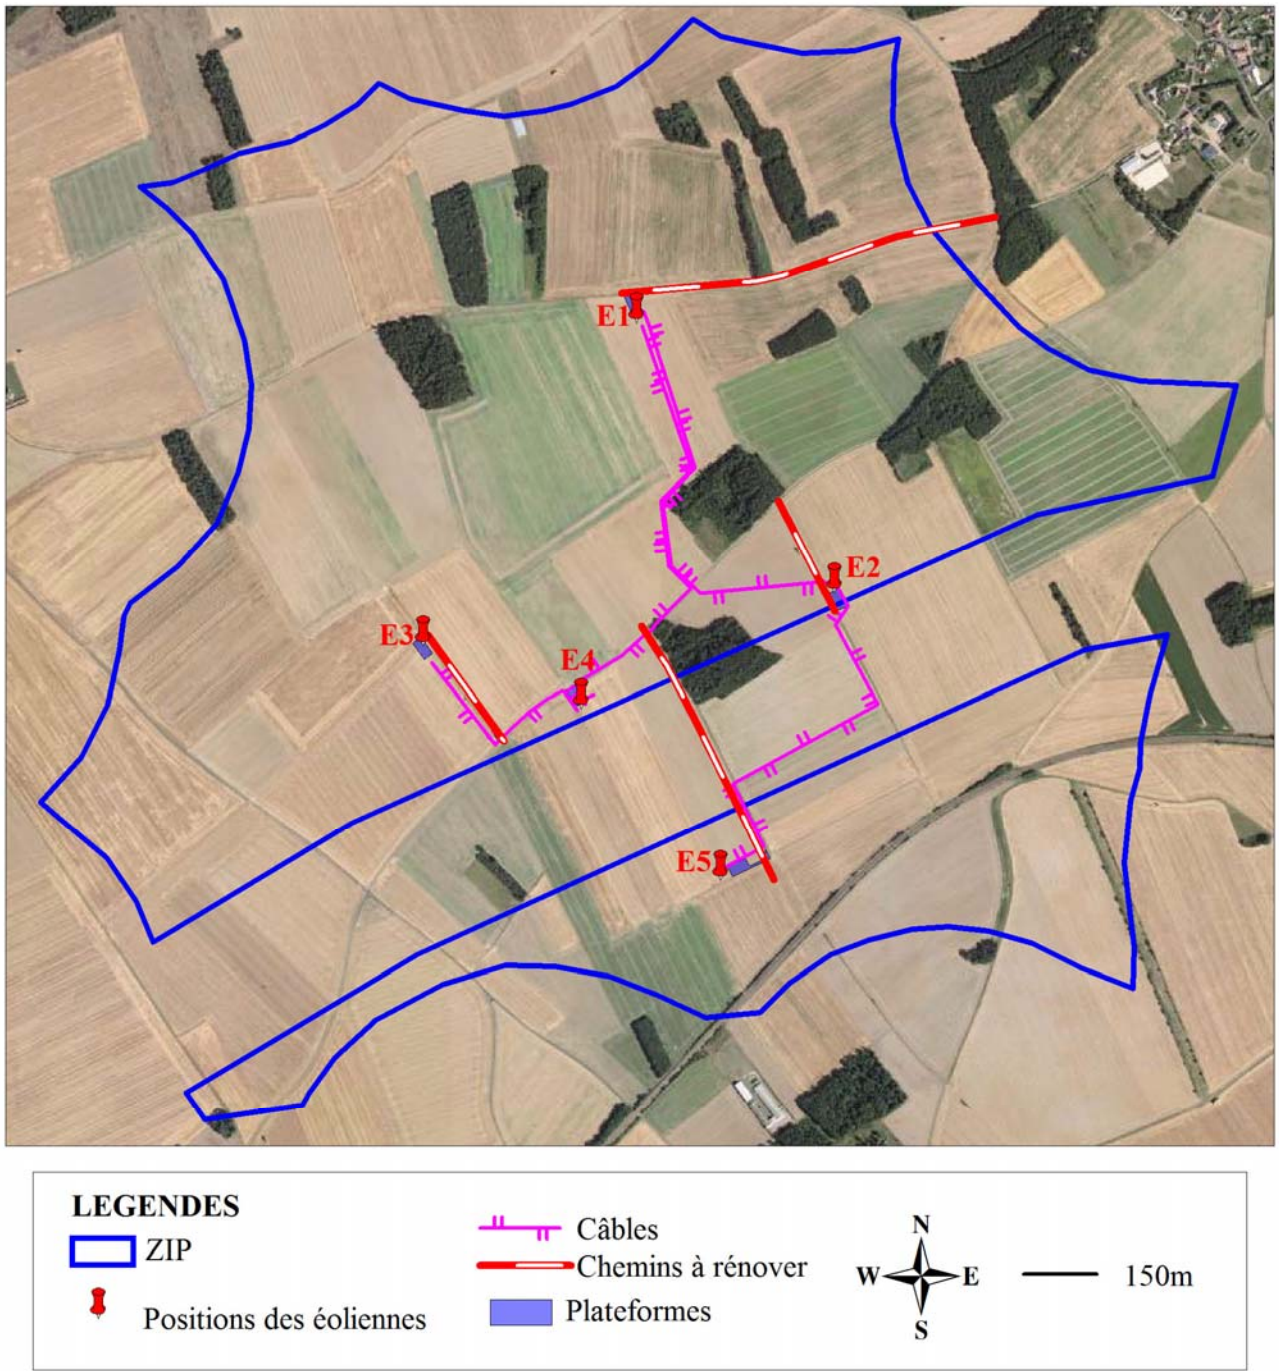 E1
E2
E3
E4
E5
LEGENDES
ZIP
Positions des éoliennes
Câbles
Chemins à rénover
Plateformes
N
W E
S
150m